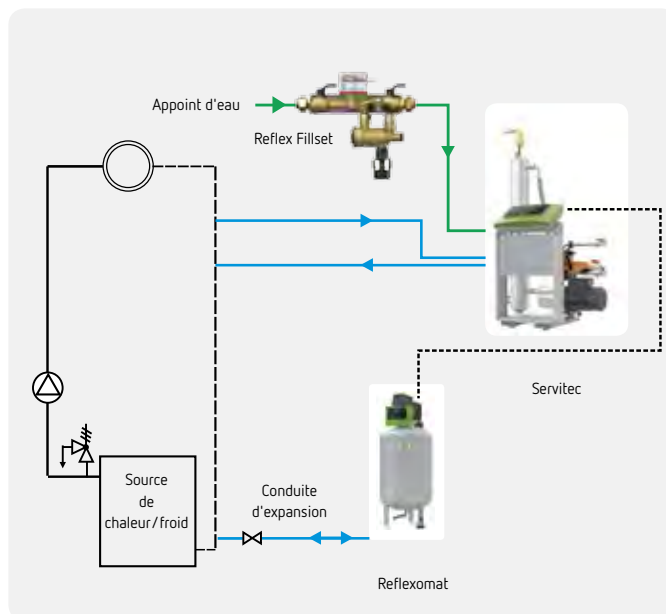 Appoint d'eau
Reflex Fillset
Servitec
Source
de
chaleur/froid
Conduite
d'expansion
Reflexomat